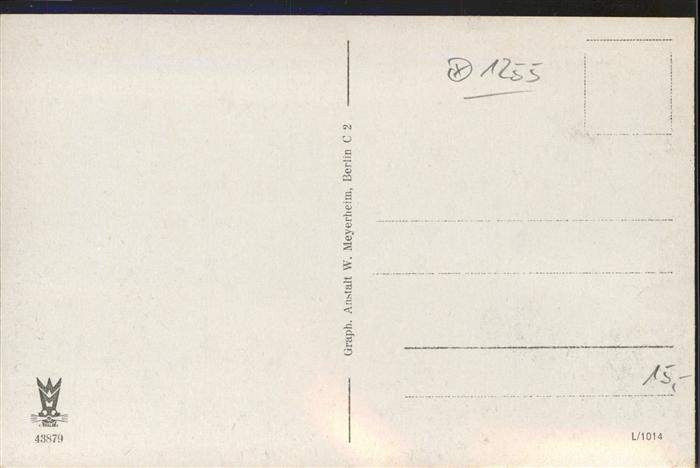 ⊗ 1255
Graph. Anstalt W. Meyerheim, Berlin C 2
15,-
43879
L/1014